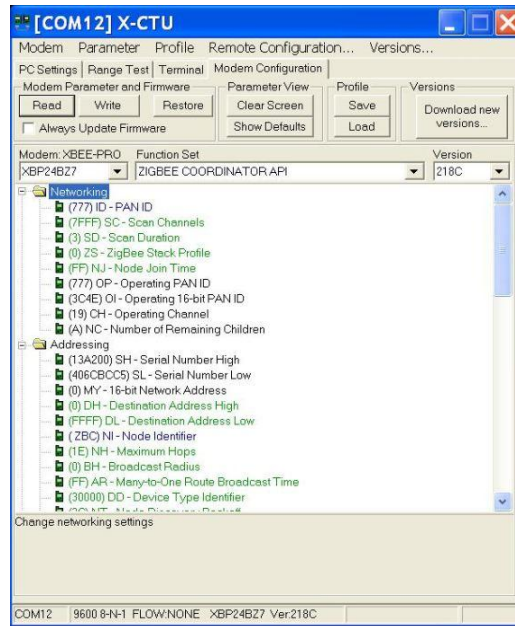 [COM12] X-CTU
Modem Parameter Profile Remote Configuration... Versions...
PC Settings Range Test Terminal Modem Configuration
Modem Parameter and Firmware Parameter View Profile Versions
Read Write Restore Clear Screen Save Download new versions...
Always Update Firmware Show Defaults Load
Modem: XBEE-PRO Function Set Version
XBP24BZ7 ZIGBEE COORDINATOR API 218C
Networking
(777) ID - PAN ID
(7FFF) SC - Scan Channels
(3) SD - Scan Duration
(0) ZS - ZigBee Stack Profile
(FF) NJ - Node Join Time
(777) OP - Operating PAN ID
(3C4E) OI - Operating 16-bit PAN ID
(19) CH - Operating Channel
(A) NC - Number of Remaining Children
Addressing
(13A200) SH - Serial Number High
(406CBCC5) SL - Serial Number Low
(0) MY - 16-bit Network Address
(0) DH - Destination Address High
(FFFF) DL - Destination Address Low
( ZBC) NI - Node Identifier
(1E) NH - Maximum Hops
(0) BH - Broadcast Radius
(FF) AR - Many-to-One Route Broadcast Time
(30000) DD - Device Type Identifier
Change networking settings
COM12 9600 8-N-1 FLOW:NONE XBP24BZ7 Ver:218C